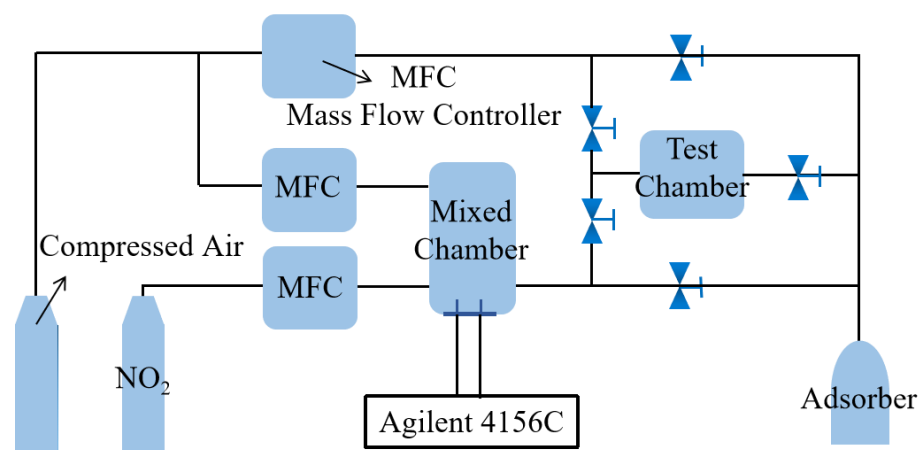 MFC
Mass Flow Controller
MFC
Test
Chamber
Mixed
Chamber
Compressed Air
MFC
NO₂
Adsorber
Agilent 4156C